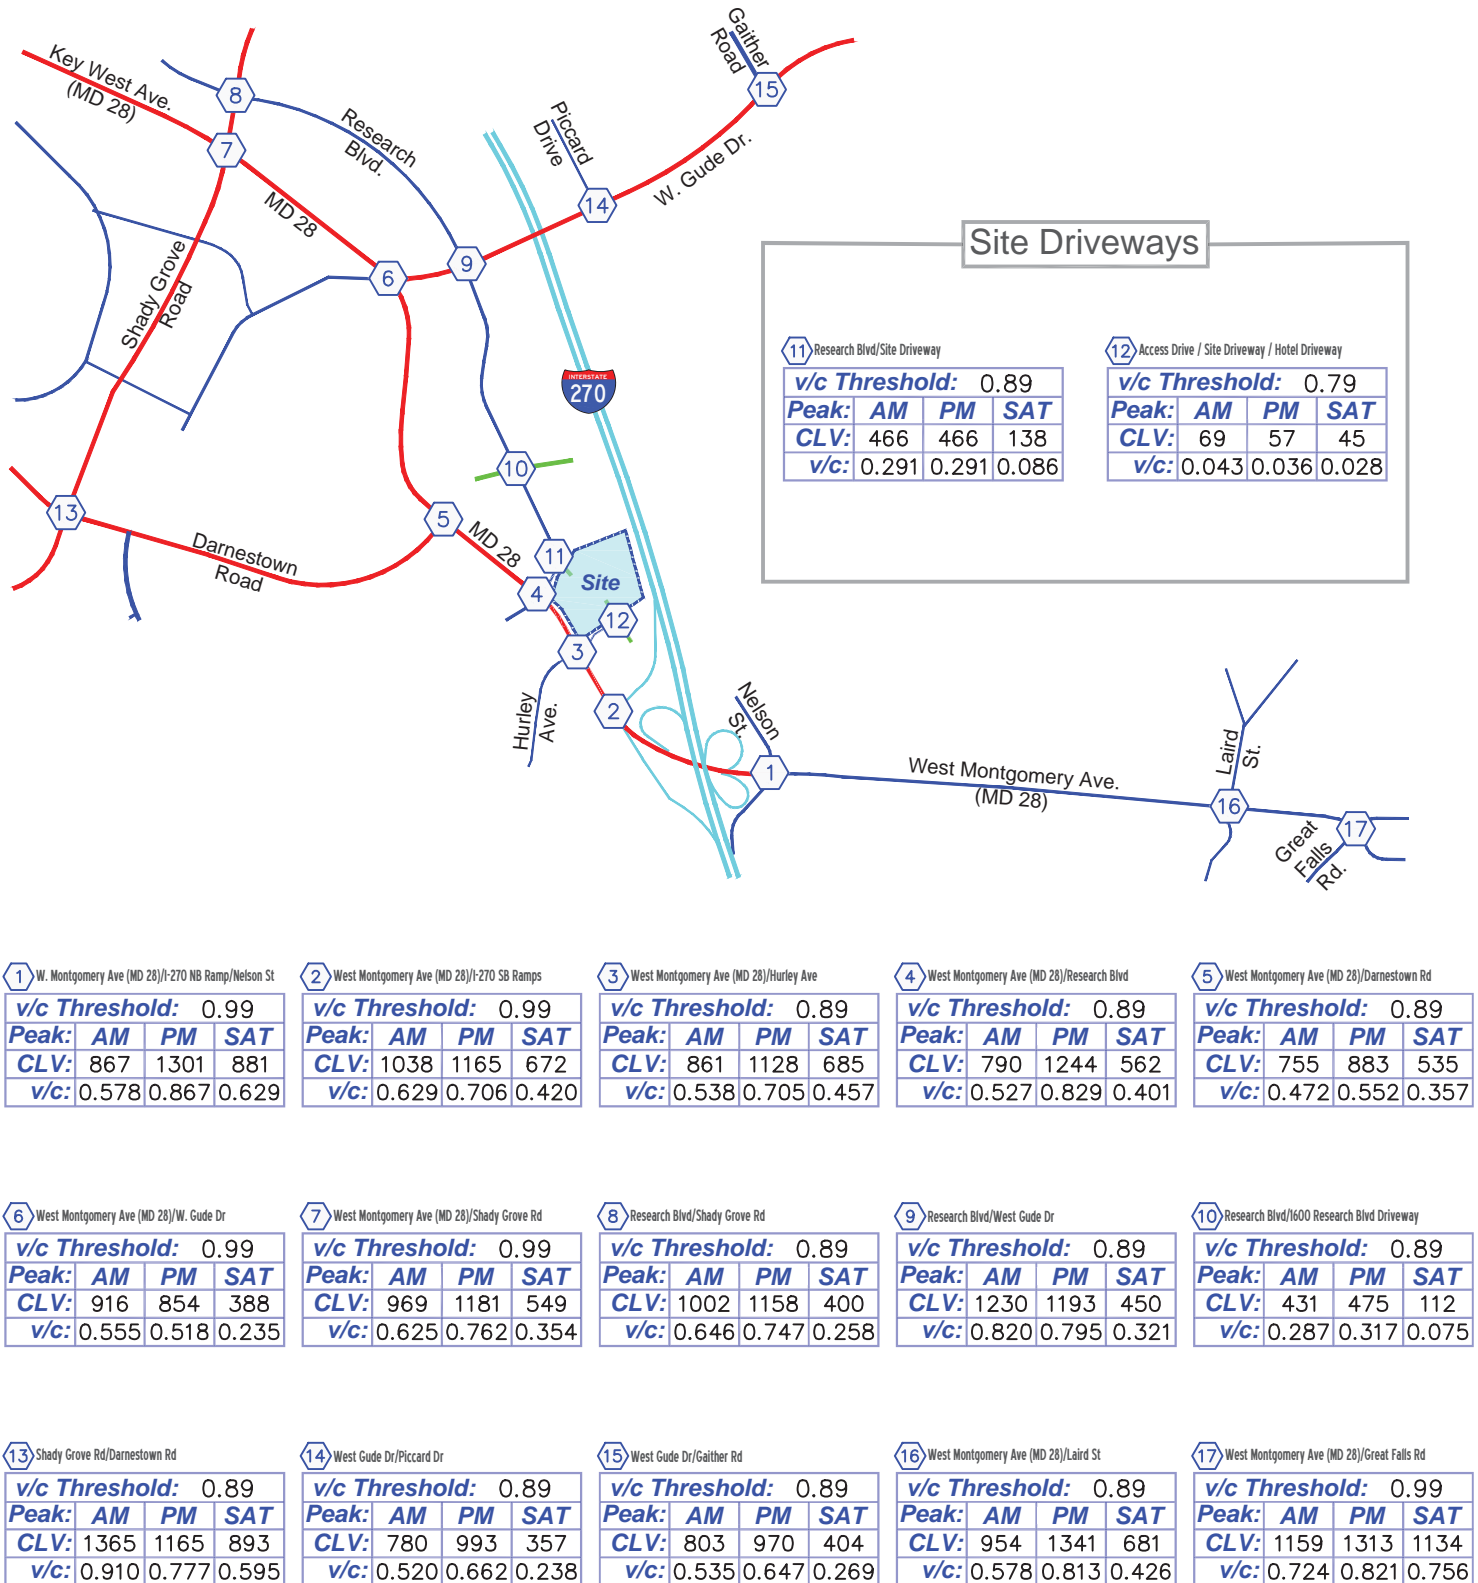 Key West Ave.
(MD 28)
8
7
Research
Blvd.
MD 28
Shady Grove
Road
6
9
Gaither
Road
15
Piccard
Drive
14
W. Gude Dr.
INTERSTATE
270
10
13
Darnestown
Road
5
MD 28
11
4
Site
12
3
Hurley
Ave.
2
Nelson
St.
1
West Montgomery Ave.
(MD 28)
Laird
St.
16
17
Great
Falls
Rd.
Site Driveways
11 Research Blvd/Site Driveway
v/c Threshold: 0.89
Peak: AM PM SAT
CLV: 466 466 138
v/c: 0.291 0.291 0.086
12 Access Drive / Site Driveway / Hotel Driveway
v/c Threshold: 0.79
Peak: AM PM SAT
CLV: 69 57 45
v/c: 0.043 0.036 0.028
1 W. Montgomery Ave (MD 28)/I-270 NB Ramp/Nelson St
v/c Threshold: 0.99
Peak: AM PM SAT
CLV: 867 1301 881
v/c: 0.578 0.867 0.629
2 West Montgomery Ave (MD 28)/I-270 SB Ramps
v/c Threshold: 0.99
Peak: AM PM SAT
CLV: 1038 1165 672
v/c: 0.629 0.706 0.420
3 West Montgomery Ave (MD 28)/Hurley Ave
v/c Threshold: 0.89
Peak: AM PM SAT
CLV: 861 1128 685
v/c: 0.538 0.705 0.457
4 West Montgomery Ave (MD 28)/Research Blvd
v/c Threshold: 0.89
Peak: AM PM SAT
CLV: 790 1244 562
v/c: 0.527 0.829 0.401
5 West Montgomery Ave (MD 28)/Darnestown Rd
v/c Threshold: 0.89
Peak: AM PM SAT
CLV: 755 883 535
v/c: 0.472 0.552 0.357
6 West Montgomery Ave (MD 28)/W. Gude Dr
v/c Threshold: 0.99
Peak: AM PM SAT
CLV: 916 854 388
v/c: 0.555 0.518 0.235
7 West Montgomery Ave (MD 28)/Shady Grove Rd
v/c Threshold: 0.99
Peak: AM PM SAT
CLV: 969 1181 549
v/c: 0.625 0.762 0.354
8 Research Blvd/Shady Grove Rd
v/c Threshold: 0.89
Peak: AM PM SAT
CLV: 1002 1158 400
v/c: 0.646 0.747 0.258
9 Research Blvd/West Gude Dr
v/c Threshold: 0.89
Peak: AM PM SAT
CLV: 1230 1193 450
v/c: 0.820 0.795 0.321
10 Research Blvd/1600 Research Blvd Driveway
v/c Threshold: 0.89
Peak: AM PM SAT
CLV: 431 475 112
v/c: 0.287 0.317 0.075
13 Shady Grove Rd/Darnestown Rd
v/c Threshold: 0.89
Peak: AM PM SAT
CLV: 1365 1165 893
v/c: 0.910 0.777 0.595
14 West Gude Dr/Piccard Dr
v/c Threshold: 0.89
Peak: AM PM SAT
CLV: 780 993 357
v/c: 0.520 0.662 0.238
15 West Gude Dr/Gaither Rd
v/c Threshold: 0.89
Peak: AM PM SAT
CLV: 803 970 404
v/c: 0.535 0.647 0.269
16 West Montgomery Ave (MD 28)/Laird St
v/c Threshold: 0.89
Peak: AM PM SAT
CLV: 954 1341 681
v/c: 0.578 0.813 0.426
17 West Montgomery Ave (MD 28)/Great Falls Rd
v/c Threshold: 0.99
Peak: AM PM SAT
CLV: 1159 1313 1134
v/c: 0.724 0.821 0.756